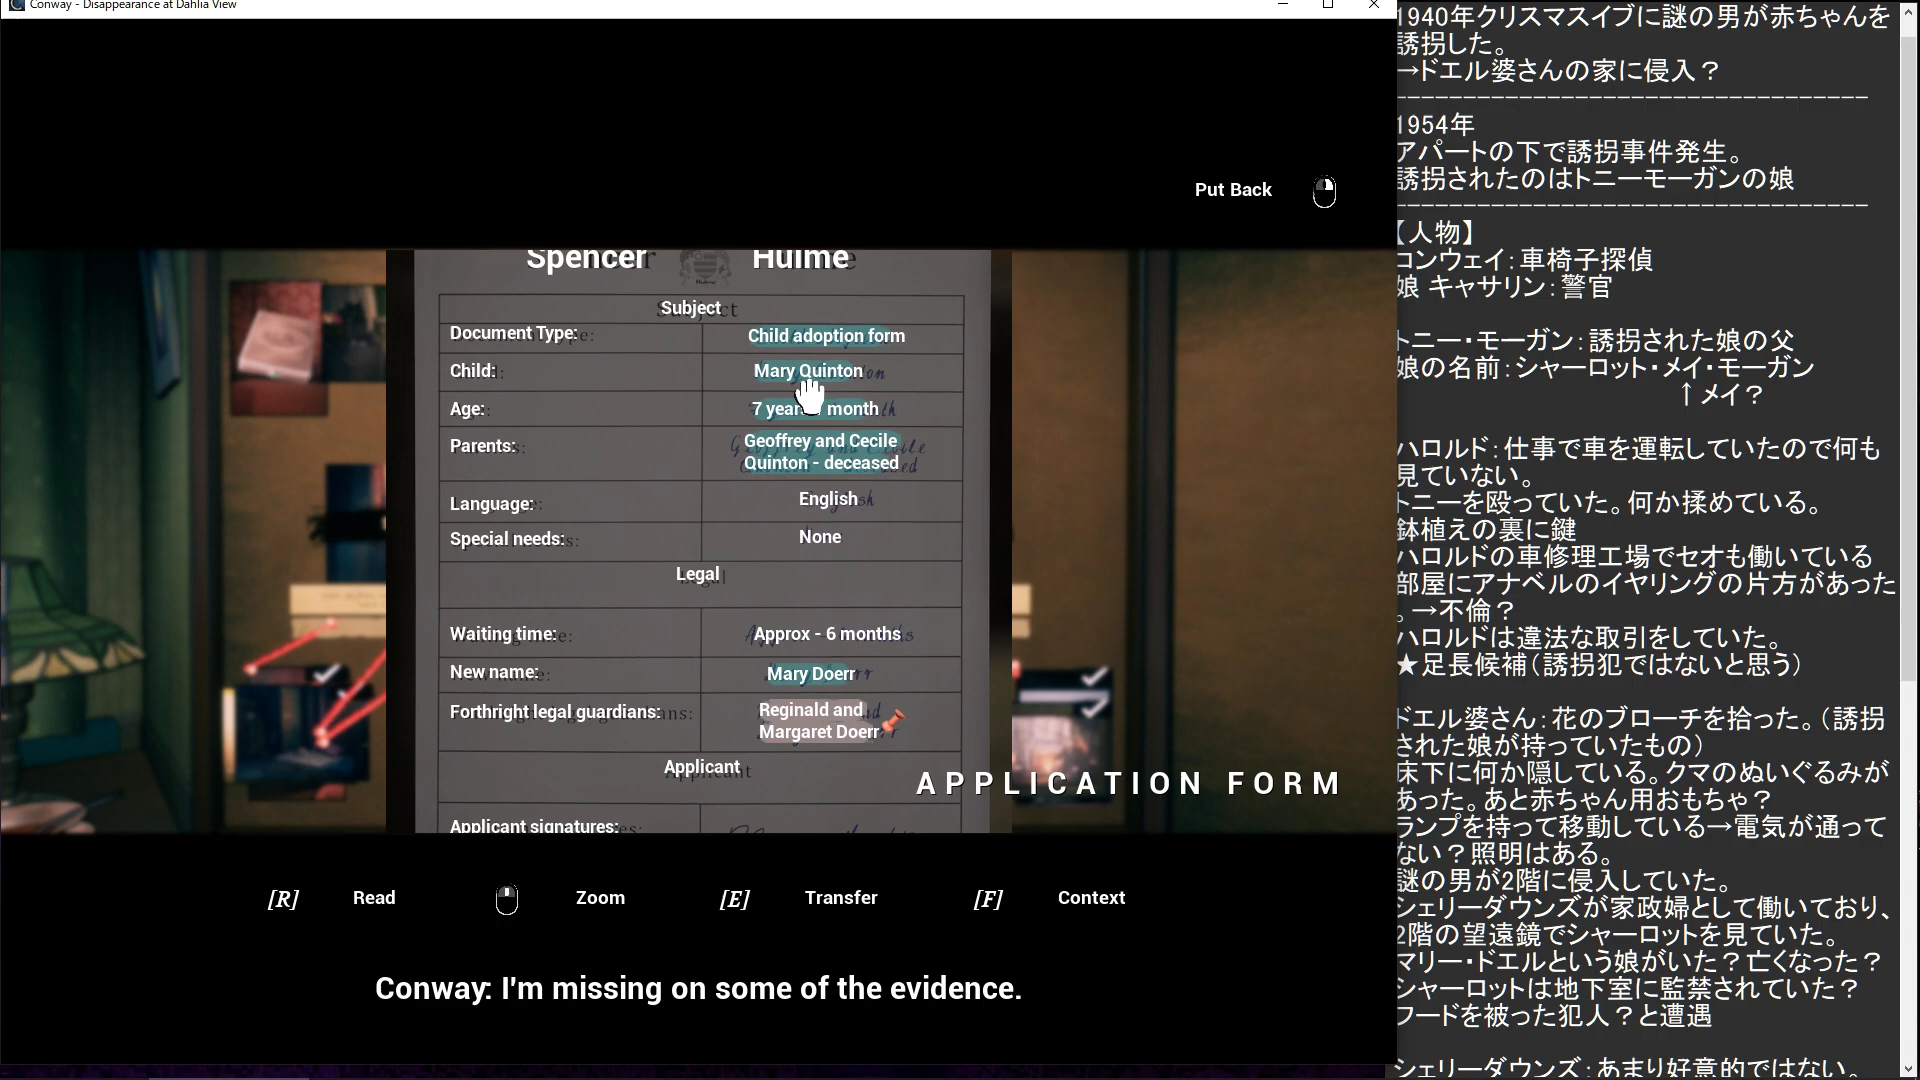 Conway - Disappearance at Dahlia View
Put Back
Spencer Hulme
Subject
Document Type: Child adoption form
Child: Mary Quinton
Age: 7 years month
Parents: Geoffrey and Cecile
Quinton - deceased
Language: English
Special needs: None
Legal
Waiting time: Approx - 6 months
New name: Mary Doerr
Forthright legal guardians: Reginald and
Margaret Doerr
Applicant
APPLICATION FORM
Applicant signatures:
[R] Read Zoom [E] Transfer [F] Context
Conway: I'm missing on some of the evidence.
1940年クリスマスイブに謎の男が赤ちゃんを
誘拐した。
→ドエル婆さんの家に侵入？
1954年
アパートの下で誘拐事件発生。
誘拐されたのはトニーモーガンの娘
【人物】
コンウェイ：車椅子探偵
娘 キャサリン：警官
トニー・モーガン：誘拐された娘の父
娘の名前：シャーロット・メイ・モーガン
↑メイ？
ハロルド：仕事で車を運転していたので何も
見ていない。
トニーを殴っていた。何か揉めている。
鉢植えの裏に鍵
ハロルドの車修理工場でセオも働いている
部屋にアナベルのイヤリングの片方があった
。→不倫？
ハロルドは違法な取引をしていた。
★足長候補（誘拐犯ではないと思う）
ドエル婆さん：花のブローチを拾った。（誘拐
された娘が持っていたもの）
床下に何か隠している。クマのぬいぐるみが
あった。あと赤ちゃん用おもちゃ？
ランプを持って移動している→電気が通って
ない？照明はある。
謎の男が2階に侵入していた。
シェリーダウンズが家政婦として働いており、
2階の望遠鏡でシャーロットを見ていた。
マリー・ドエルという娘がいた？亡くなった？
シャーロットは地下室に監禁されていた？
フードを被った犯人？と遭遇
シェリーダウンズ：あまり好意的ではない。